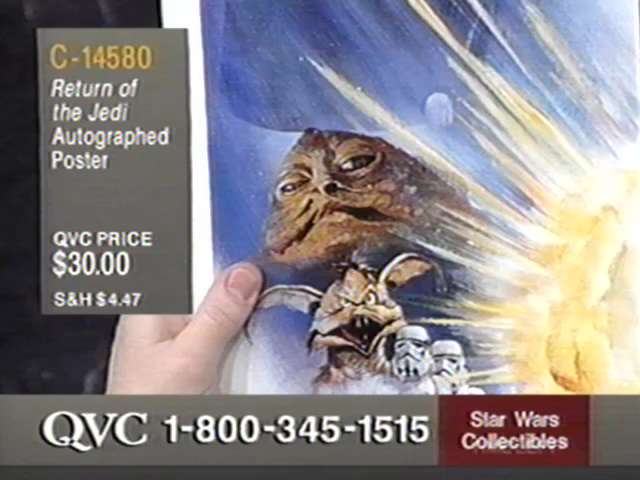 C-14580
Return of
the Jedi
Autographed
Poster
QVC PRICE
$30.00
S&H $4.47
QVC 1-800-345-1515
Star Wars
Collectibles